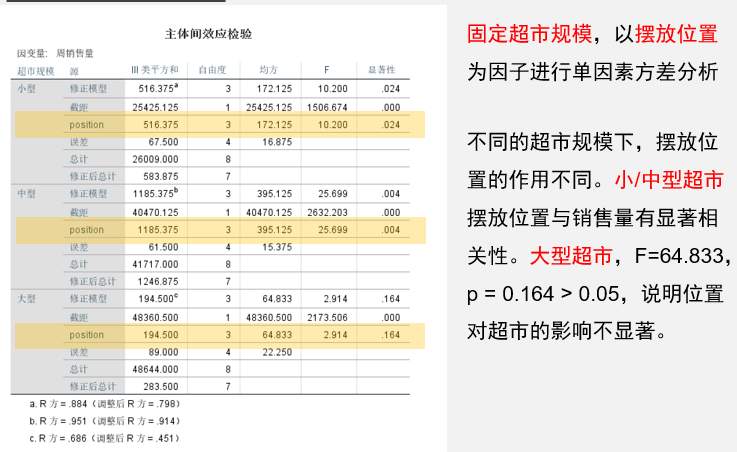 主体间效应检验
因变量: 周销售量
超市规模 源 III 类平方和 自由度 均方 F 显著性
小型 修正模型 516.375a 3 172.125 10.200 .024
截距 25425.125 1 25425.125 1506.674 .000
position 516.375 3 172.125 10.200 .024
误差 67.500 4 16.875
总计 26009.000 8
修正后总计 583.875 7
中型 修正模型 1185.375b 3 395.125 25.699 .004
截距 40470.125 1 40470.125 2632.203 .000
position 1185.375 3 395.125 25.699 .004
误差 61.500 4 15.375
总计 41717.000 8
修正后总计 1246.875 7
大型 修正模型 194.500c 3 64.833 2.914 .164
截距 48360.500 1 48360.500 2173.506 .000
position 194.500 3 64.833 2.914 .164
误差 89.000 4 22.250
总计 48644.000 8
修正后总计 283.500 7
a. R 方 = .884（调整后 R 方 = .798）
b. R 方 = .951（调整后 R 方 = .914）
c. R 方 = .686（调整后 R 方 = .451）
固定超市规模，以摆放位置
为因子进行单因素方差分析
不同的超市规模下，摆放位
置的作用不同。小/中型超市
摆放位置与销售量有显著相
关性。大型超市，F=64.833，
p = 0.164 > 0.05，说明位置
对超市的影响不显著。